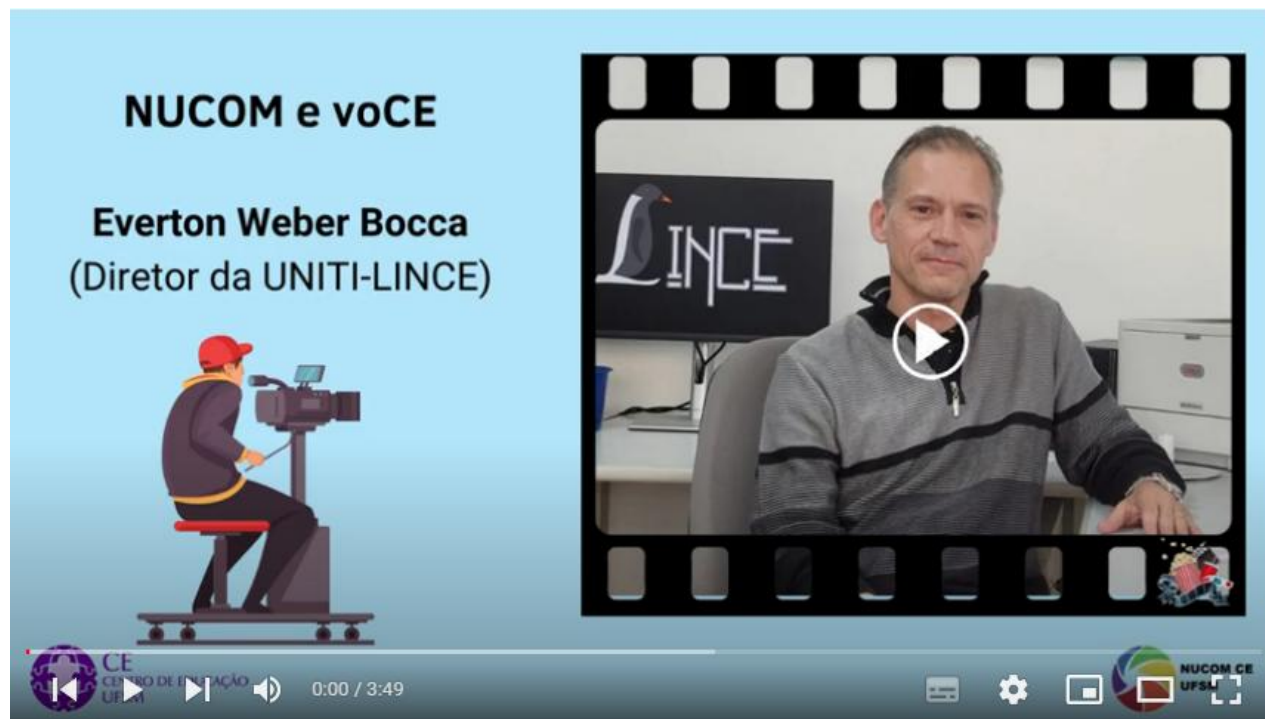 NUCOM e voCE
Everton Weber Bocca
(Diretor da UNITI-LINCE)
LINCE
CE
CENTRO DE EDUCAÇÃO
UFSM
0:00 / 3:49
NUCOM CE
UFSM